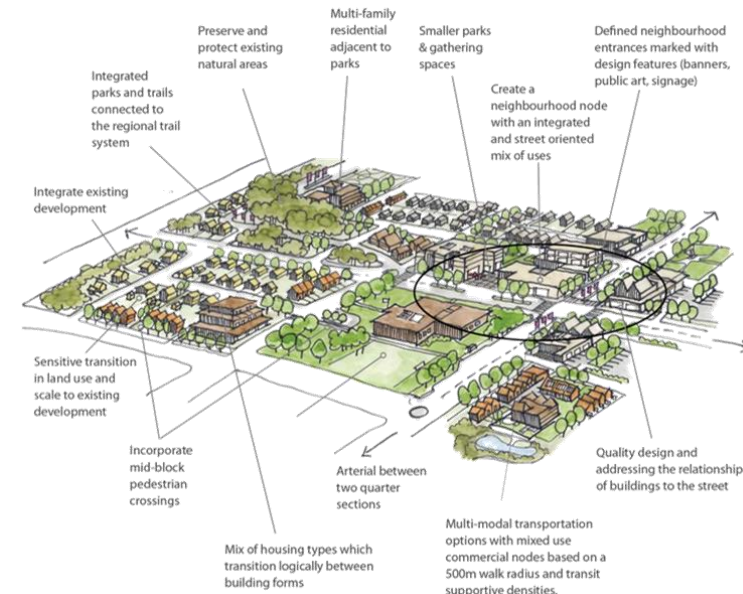 Multi-family
residential
adjacent to
parks
Preserve and
protect existing
natural areas
Smaller parks
& gathering
spaces
Defined neighbourhood
entrances marked with
design features (banners,
public art, signage)
Integrated
parks and trails
connected to
the regional trail
system
Create a
neighbourhood node
with an integrated
and street oriented
mix of uses
Integrate existing
development
Sensitive transition
in land use and
scale to existing
development
Incorporate
mid-block
pedestrian
crossings
Arterial between
two quarter
sections
Quality design and
addressing the relationship
of buildings to the street
Mix of housing types which
transition logically between
building forms
Multi-modal transportation
options with mixed use
commercial nodes based on a
500m walk radius and transit
supportive densities.